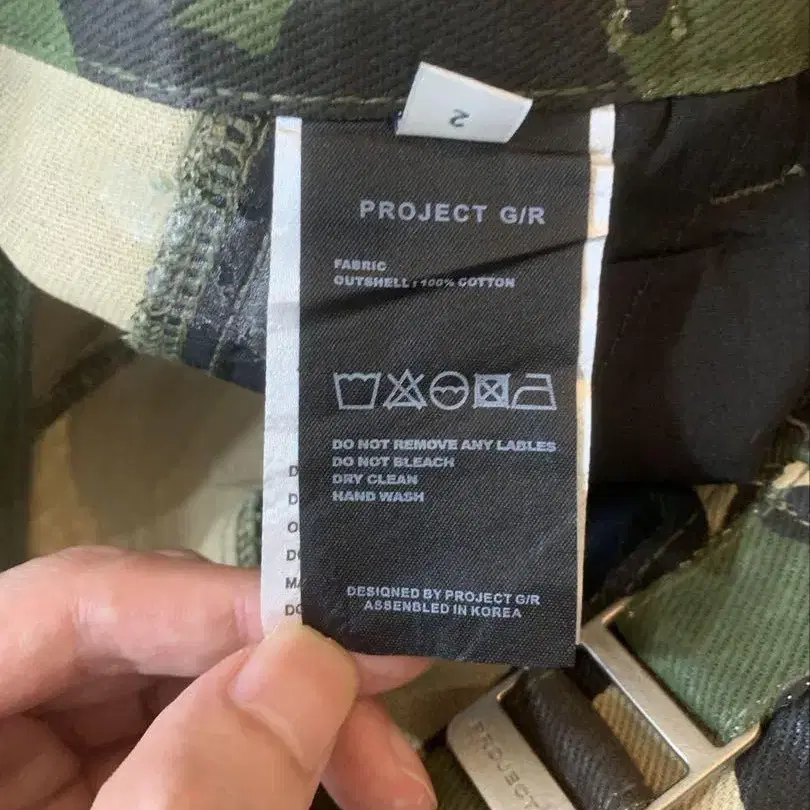 2
PROJECT G/R
FABRIC
OUTSHELL : 100% COTTON
DO NOT REMOVE ANY LABLES
DO NOT BLEACH
DRY CLEAN
HAND WASH
DESIGNED BY PROJECT G/R
ASSENBLED IN KOREA
PROJECT